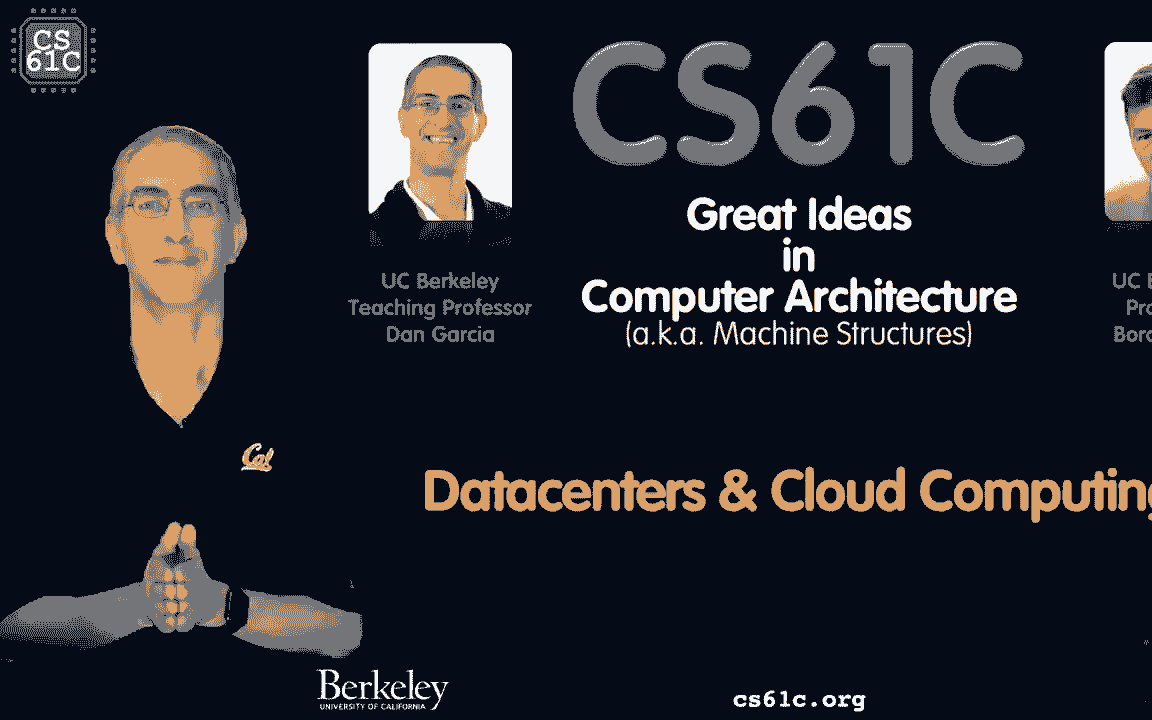 CS
61C
CS61C
Great Ideas
in
Computer Architecture
(a.k.a. Machine Structures)
UC Berkeley
Teaching Professor
Dan Garcia
UC
Cal
Datacenters & Cloud Computing
Berkeley
UNIVERSITY OF CALIFORNIA
cs61c.org